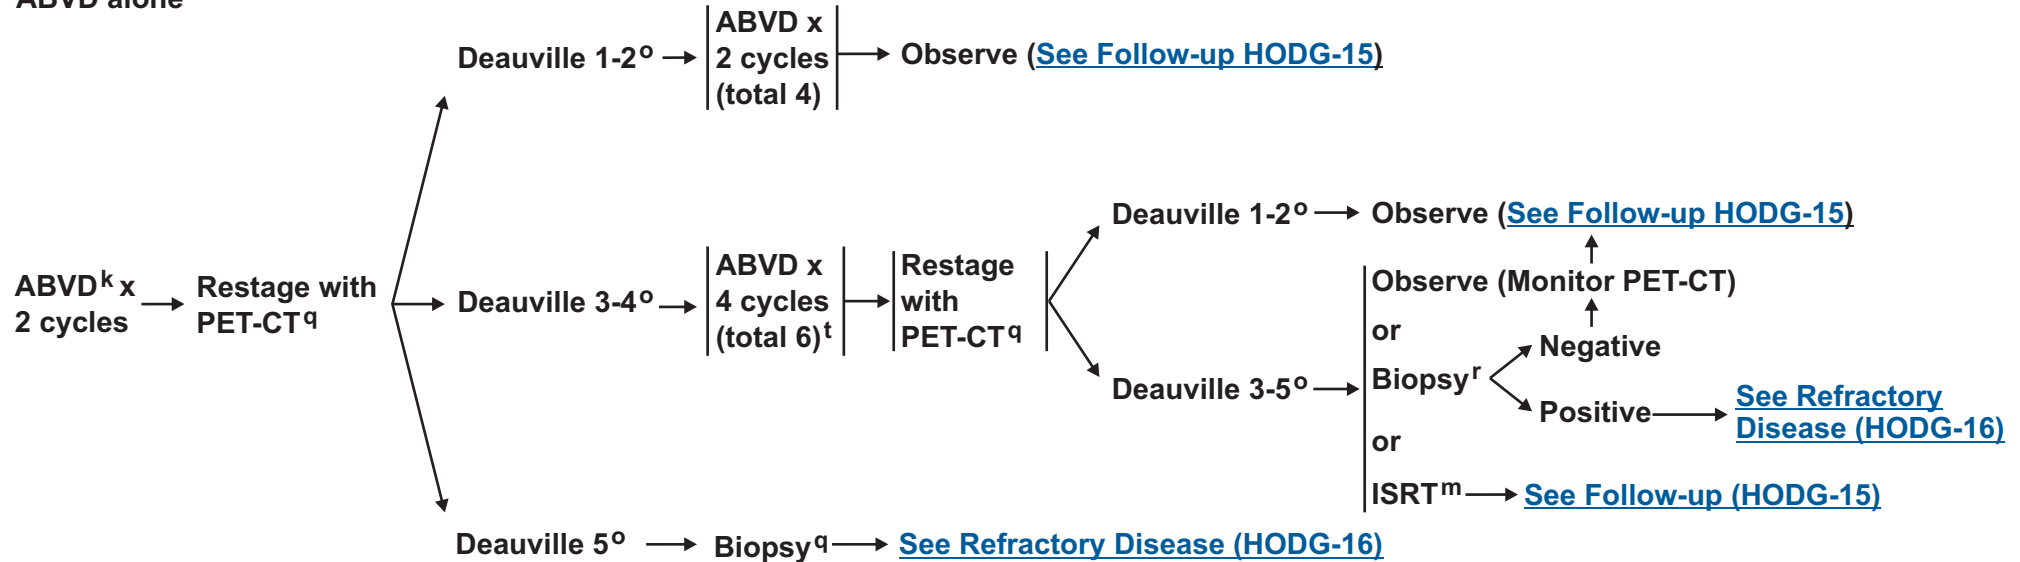 ABVD alone
ABVD x
2 cycles
(total 4)
Deauville 1-2o
Observe (See Follow-up HODG-15)
ABVDk x
2 cycles
Restage with
PET-CTq
Deauville 3-4o
ABVD x
4 cycles
(total 6)t
Restage
with
PET-CTq
Deauville 1-2o
Observe (See Follow-up HODG-15)
Deauville 3-5o
Observe (Monitor PET-CT)
or
Biopsyr
Negative
Positive
See Refractory
Disease (HODG-16)
or
ISRTm
See Follow-up (HODG-15)
Deauville 5o
Biopsyq
See Refractory Disease (HODG-16)